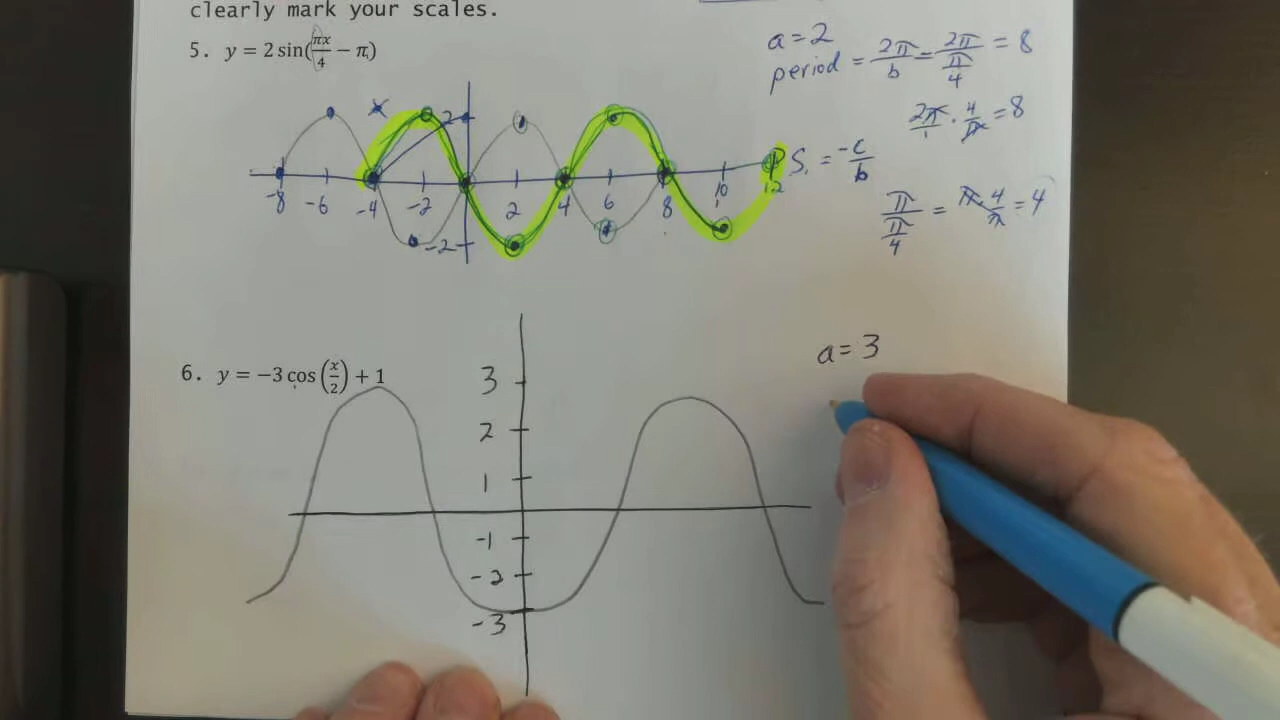 clearly mark your scales.
5. y = 2 sin(πx/4 − π)
a = 2
period = 2π/b = 2π/(π/4) = 8
2π/1 · 4/π = 8
S. = -c/b
π/(π/4) = π · 4/π = 4
2
-8 -6 -4 -2 2 4 6 8 10 12
-2
6. y = −3 cos(x/2) + 1
a = 3
3
2
1
-1
-2
-3